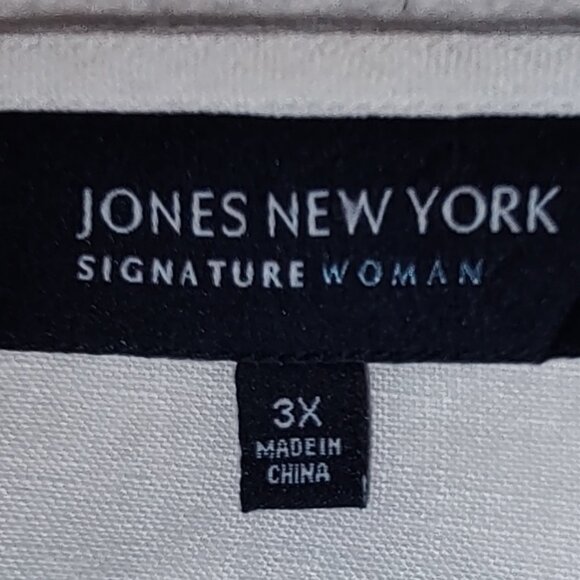 JONES NEW YORK
SIGNATURE WOMAN
3X
MADE IN
CHINA